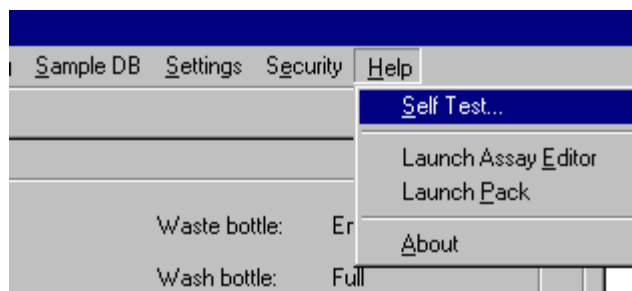 Sample DB Settings Security Help
Self Test...
Launch Assay Editor
Launch Pack
About
Waste bottle:
Wash bottle: Full